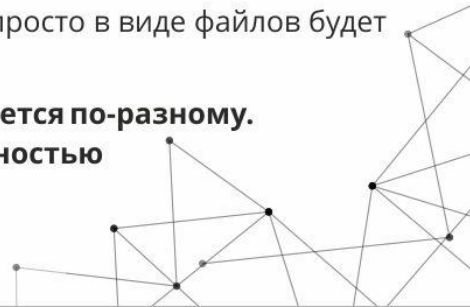 просто в виде файлов будет
ется по-разному.
ностью